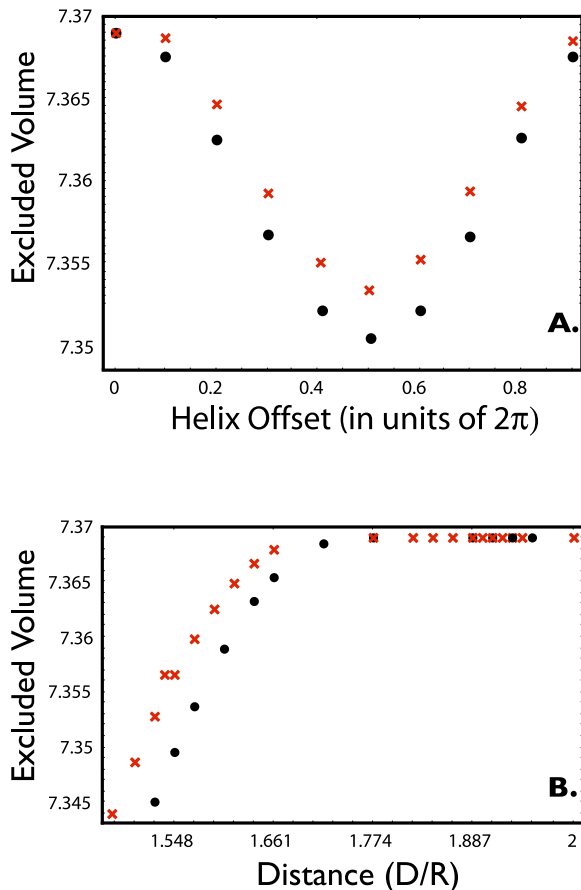 7.37
7.365
7.36
7.355
7.35
Excluded Volume
A.
0 0.2 0.4 0.6 0.8
Helix Offset (in units of 2π)
7.37
7.365
7.36
7.355
7.35
7.345
Excluded Volume
B.
1.548 1.661 1.774 1.887 2
Distance (D/R)